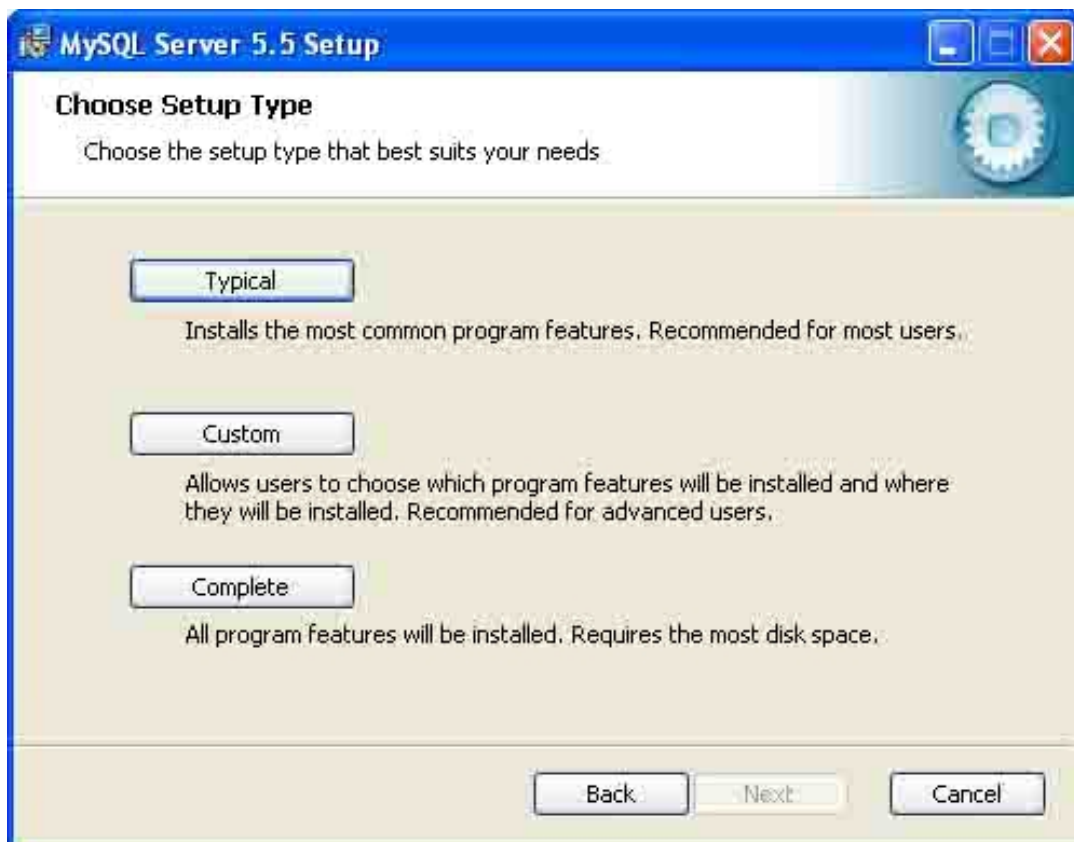 MySQL Server 5.5 Setup
Choose Setup Type
Choose the setup type that best suits your needs
Typical
Installs the most common program features. Recommended for most users.
Custom
Allows users to choose which program features will be installed and where
they will be installed. Recommended for advanced users.
Complete
All program features will be installed. Requires the most disk space.
Back Next Cancel